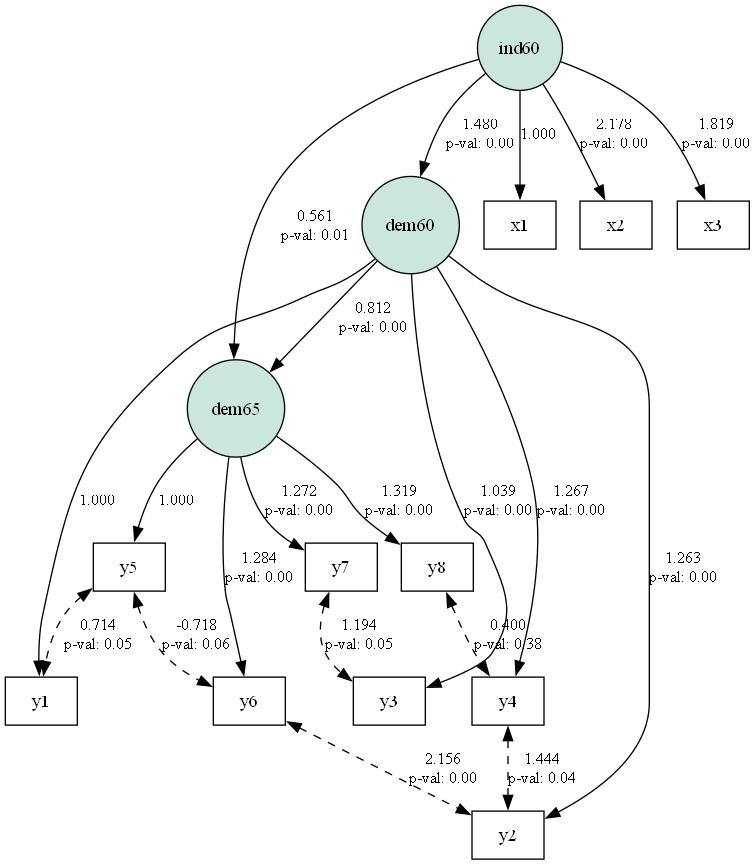 ind60
1.480
p-val: 0.00
1.000
2.178
p-val: 0.00
1.819
p-val: 0.00
0.561
p-val: 0.01
dem60
x1
x2
x3
0.812
p-val: 0.00
dem65
1.000
1.000
1.272
p-val: 0.00
1.319
p-val: 0.00
1.039
p-val: 0.00
1.267
p-val: 0.00
1.284
p-val: 0.00
1.263
p-val: 0.00
y5
y7
y8
0.714
p-val: 0.05
-0.718
p-val: 0.06
1.194
p-val: 0.05
0.400
p-val: 0.38
y1
y6
y3
y4
2.156
p-val: 0.00
1.444
p-val: 0.04
y2